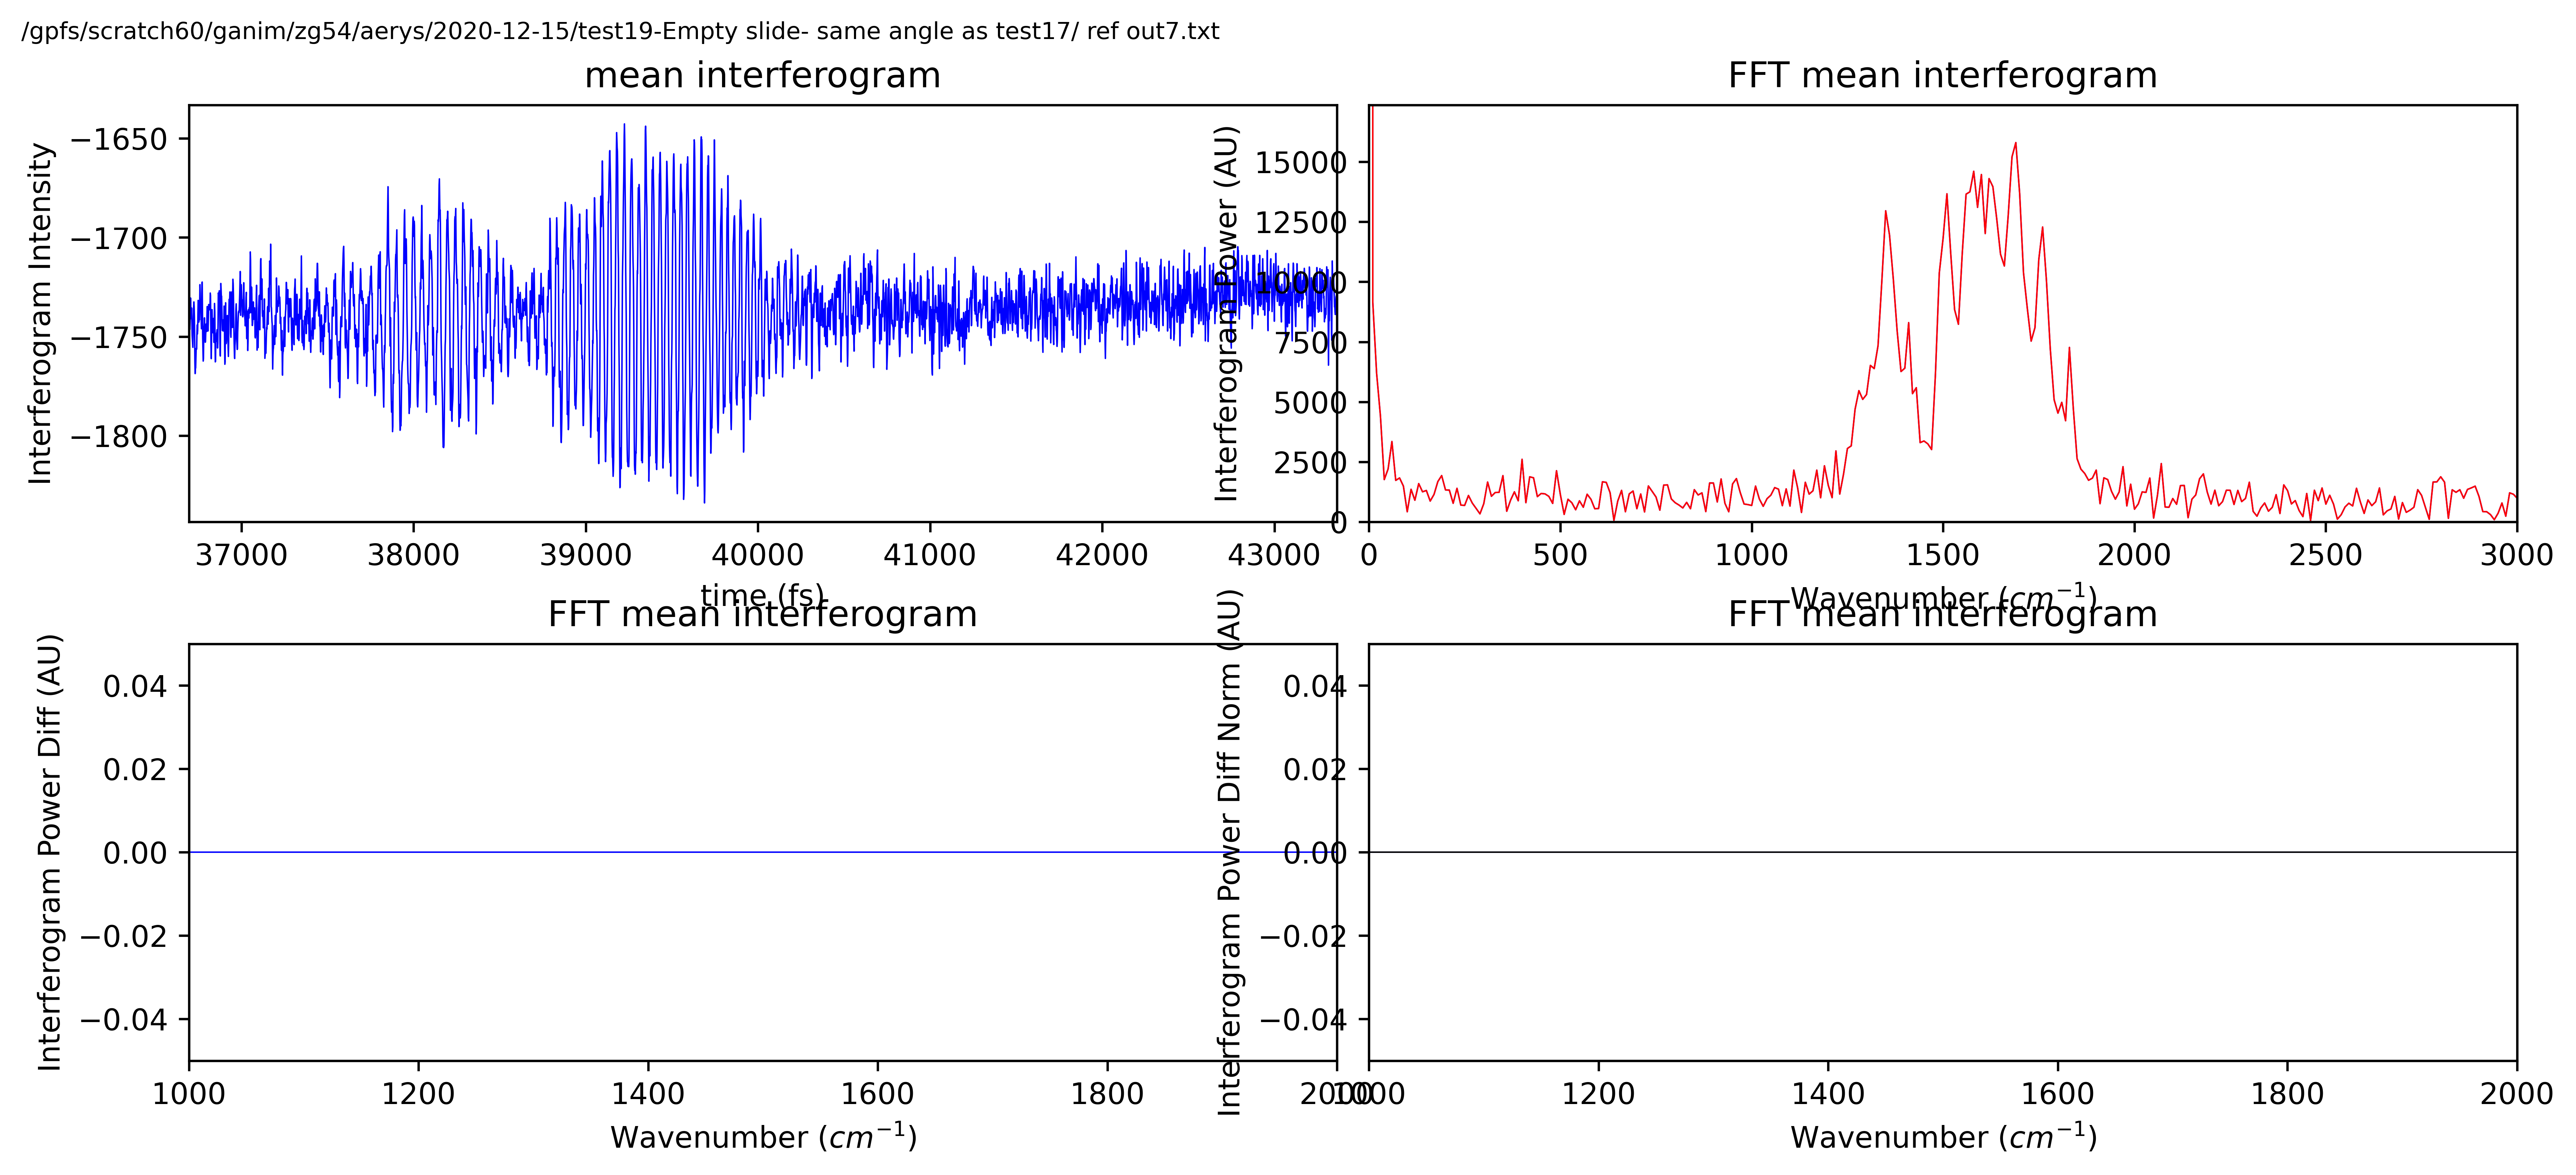 /gpfs/scratch60/ganim/zg54/aerys/2020-12-15/test19-Empty slide- same angle as test17/ ref out7.txt
mean interferogram
Interferogram Intensity
−1650
−1700
−1750
−1800
37000 38000 39000 40000 41000 42000 43000
time (fs)
FFT mean interferogram
Interferogram Power (AU)
15000
12500
10000
7500
5000
2500
0
0 500 1000 1500 2000 2500 3000
Wavenumber (cm⁻¹)
FFT mean interferogram
Interferogram Power Diff (AU)
0.04
0.02
0.00
−0.02
−0.04
1000 1200 1400 1600 1800 2000
Wavenumber (cm⁻¹)
FFT mean interferogram
Interferogram Power Diff Norm (AU)
0.04
0.02
0.00
−0.02
−0.04
1000 1200 1400 1600 1800 2000
Wavenumber (cm⁻¹)